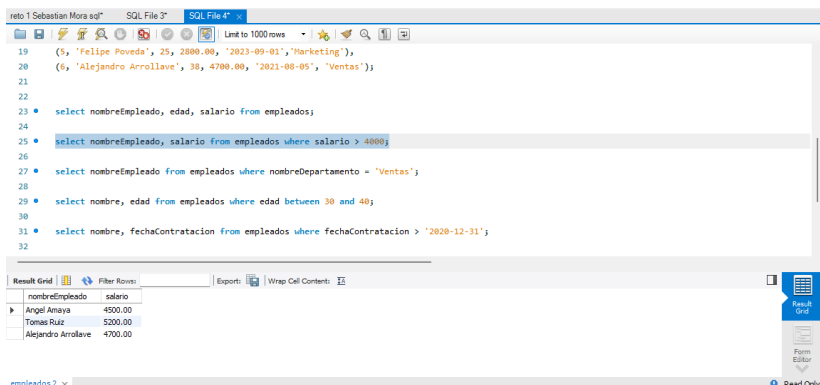 reto 1 Sebastian Mora sql* SQL File 3* SQL File 4* ×
Limit to 1000 rows
19 (5, 'Felipe Poveda', 25, 2800.00, '2023-09-01','Marketing'),
20 (6, 'Alejandro Arrollave', 38, 4700.00, '2021-08-05', 'Ventas');
21
22
23 select nombreEmpleado, edad, salario from empleados;
24
25 select nombreEmpleado, salario from empleados where salario > 4000;
26
27 select nombreEmpleado from empleados where nombreDepartamento = 'Ventas';
28
29 select nombre, edad from empleados where edad between 30 and 40;
30
31 select nombre, fechaContratacion from empleados where fechaContratacion > '2020-12-31';
32
Result Grid Filter Rows: Export: Wrap Cell Content: IA
nombreEmpleado salario
Angel Amaya 4500.00
Tomas Ruiz 5200.00
Alejandro Arrollave 4700.00
Result
Grid
Form
Editor
empleados 2 × Read Only